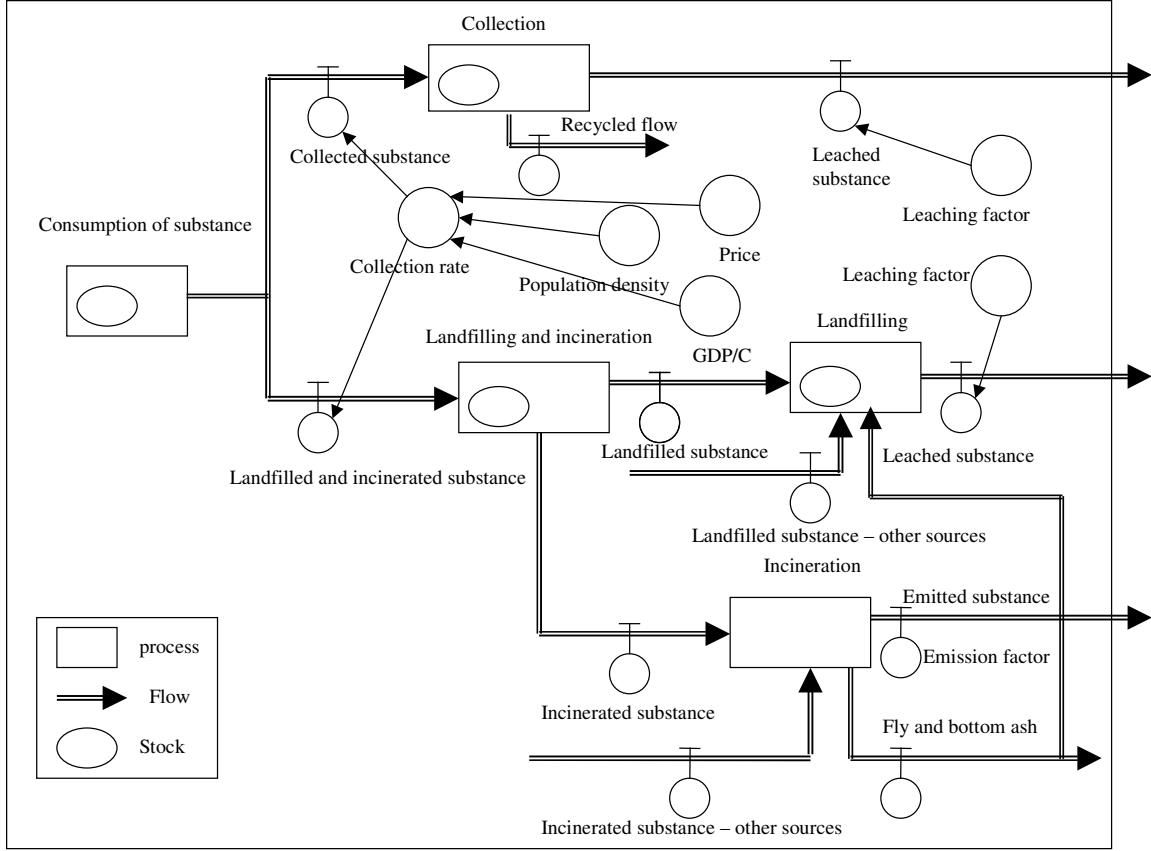 Collection
Recycled flow
Collected substance
Leached
substance
Leaching factor
Consumption of substance
Price
Collection rate
Population density
Leaching factor
Landfilling
Landfilling and incineration
GDP/C
Landfilled substance
Leached substance
Landfilled and incinerated substance
Landfilled substance – other sources
Incineration
Emitted substance
process
Emission factor
Flow
Incinerated substance
Fly and bottom ash
Stock
Incinerated substance – other sources